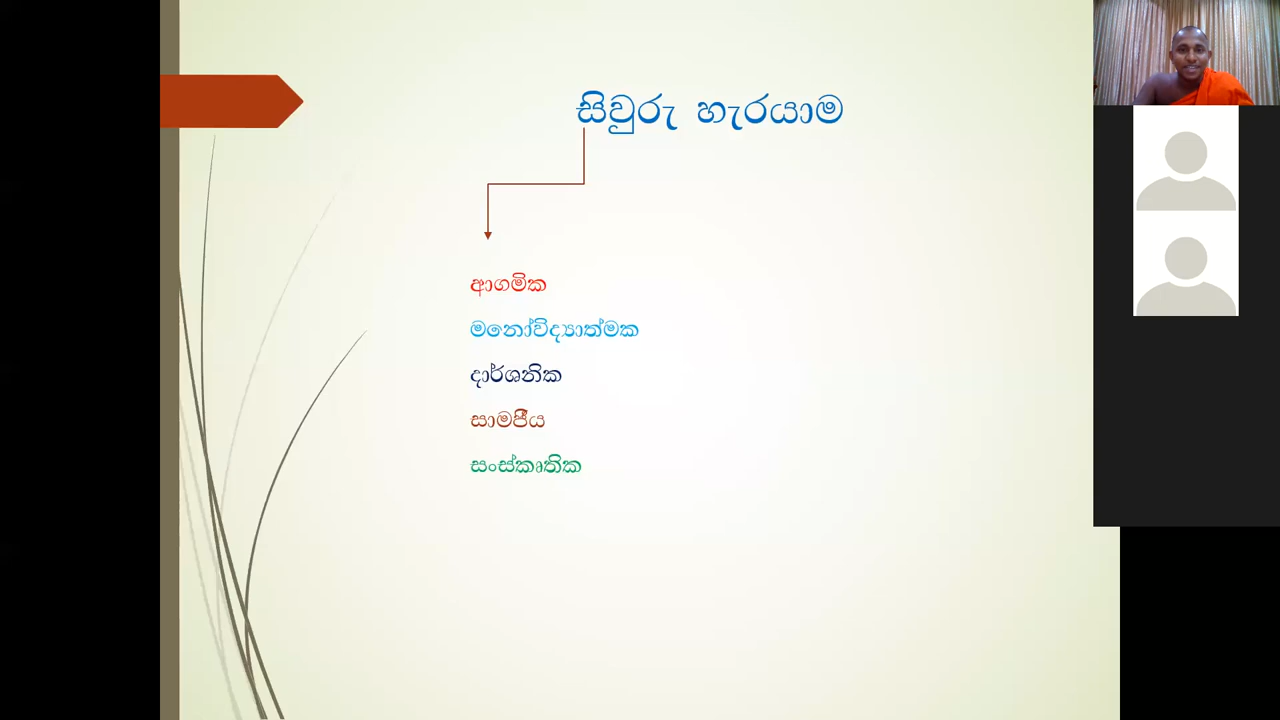 සිවුරු හැරයාම
ආගමික
මනෝවිද්‍යාත්මක
දාර්ශනික
සාමජීය
සංස්කෘතික